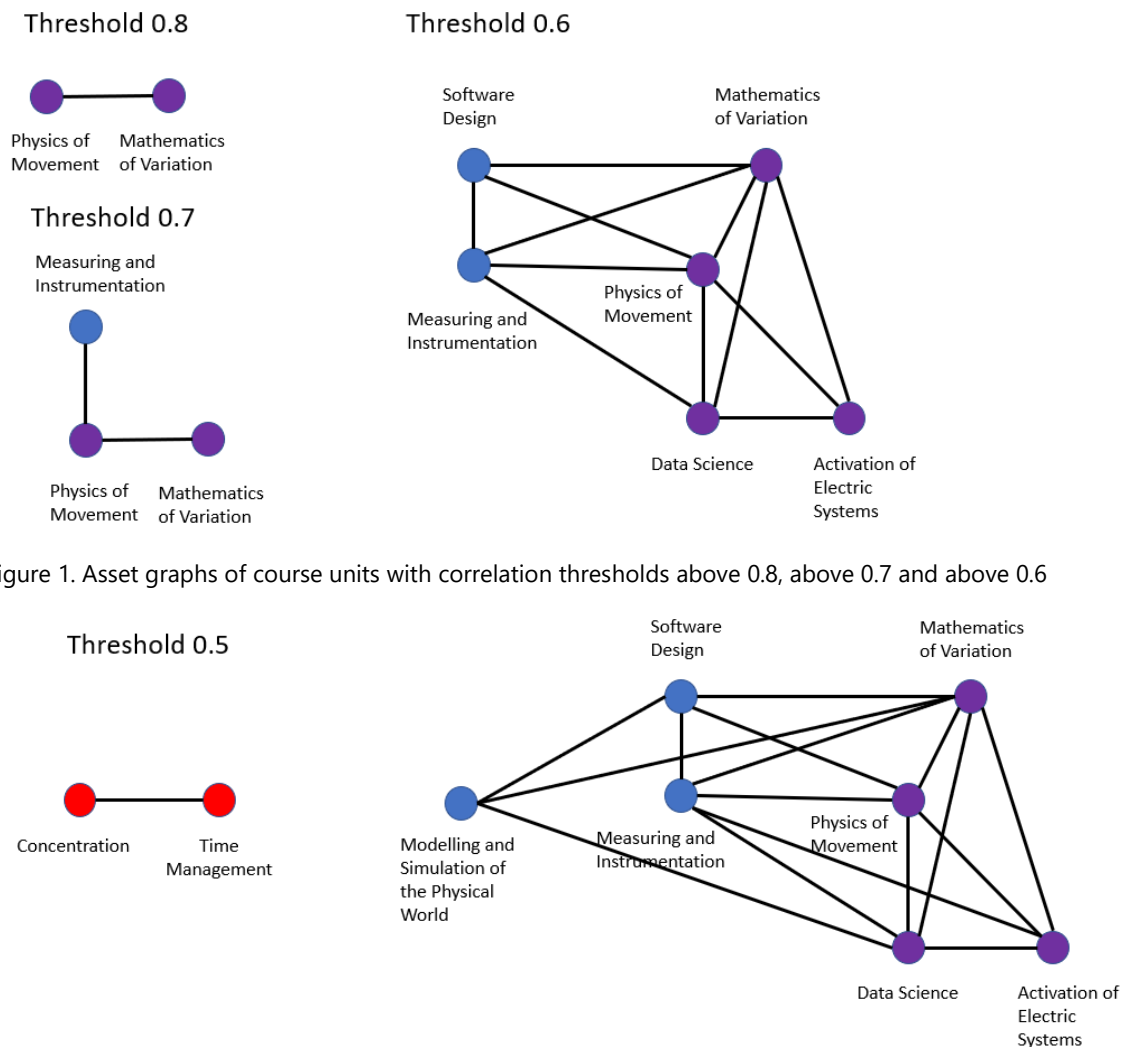 Threshold 0.8
Physics of
Movement
Mathematics
of Variation
Threshold 0.7
Measuring and
Instrumentation
Physics of
Movement
Mathematics
of Variation
Threshold 0.6
Software
Design
Mathematics
of Variation
Measuring and
Instrumentation
Physics of
Movement
Data Science
Activation of
Electric
Systems
igure 1. Asset graphs of course units with correlation thresholds above 0.8, above 0.7 and above 0.6
Threshold 0.5
Concentration
Time
Management
Software
Design
Mathematics
of Variation
Modelling and
Simulation of
the Physical
World
Measuring and
Instrumentation
Physics of
Movement
Data Science
Activation of
Electric
Systems